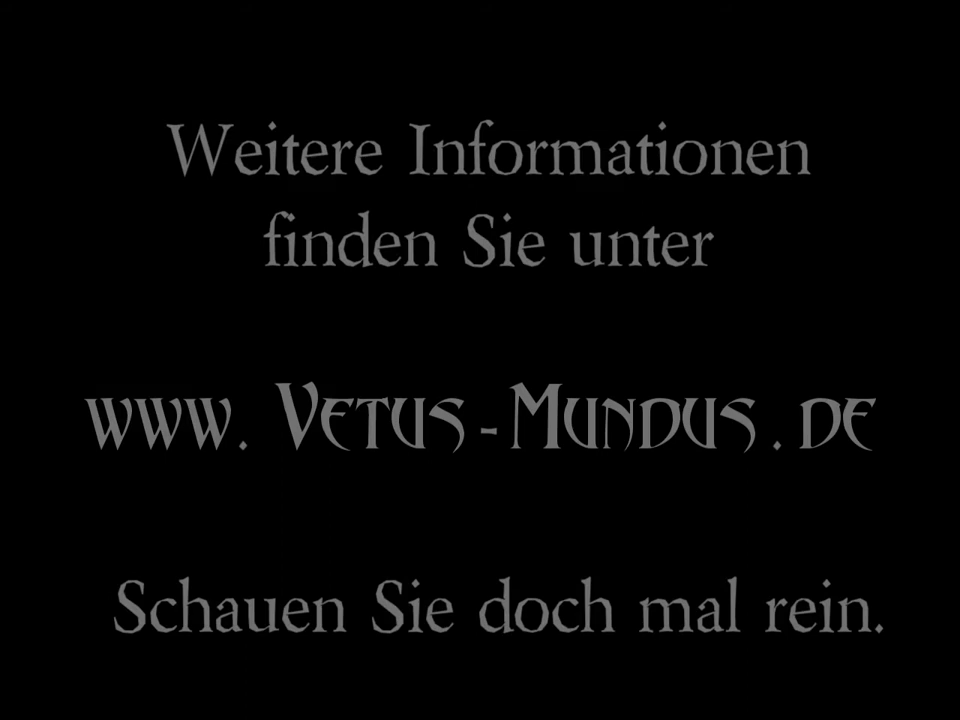 Weitere Informationen
finden Sie unter
www.Vetus-Mundus.de
Schauen Sie doch mal rein.